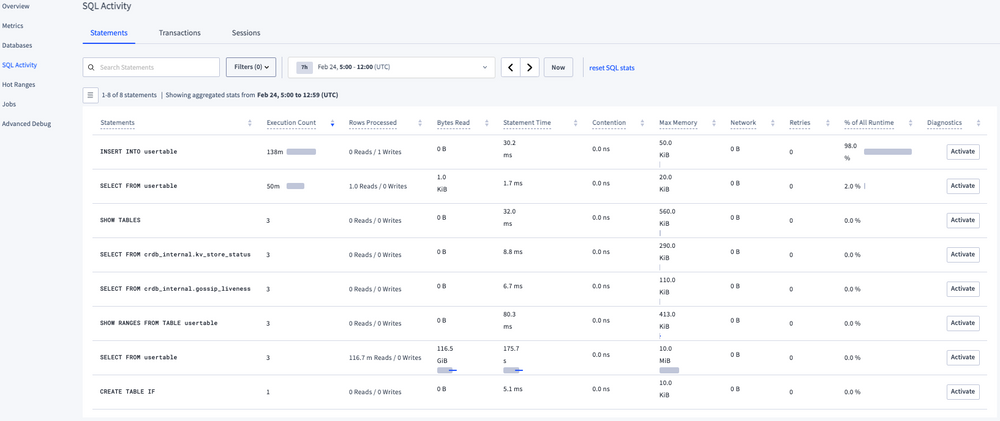 Overview
Metrics
Databases
SQL Activity
Hot Ranges
Jobs
Advanced Debug
SQL Activity
Statements Transactions Sessions
Search Statements Filters (0) 7h Feb 24, 5:00 - 12:00 (UTC) Now reset SQL stats
1-8 of 8 statements | Showing aggregated stats from Feb 24, 5:00 to 12:59 (UTC)
Statements Execution Count Rows Processed Bytes Read Statement Time Contention Max Memory Network Retries % of All Runtime Diagnostics
INSERT INTO usertable 138m 0 Reads / 1 Writes 0 B 30.2 ms 0.0 ns 50.0 KiB 0 B 0 98.0 % Activate
SELECT FROM usertable 50m 1.0 Reads / 0 Writes 1.0 KiB 1.7 ms 0.0 ns 20.0 KiB 0 B 0 2.0 % Activate
SHOW TABLES 3 0 Reads / 0 Writes 0 B 32.0 ms 0.0 ns 560.0 KiB 0 B 0 0.0 % Activate
SELECT FROM crdb_internal.kv_store_status 3 0 Reads / 0 Writes 0 B 8.8 ms 0.0 ns 290.0 KiB 0 B 0 0.0 % Activate
SELECT FROM crdb_internal.gossip_liveness 3 0 Reads / 0 Writes 0 B 6.7 ms 0.0 ns 110.0 KiB 0 B 0 0.0 % Activate
SHOW RANGES FROM TABLE usertable 3 0 Reads / 0 Writes 0 B 80.3 ms 0.0 ns 413.0 KiB 0 B 0 0.0 % Activate
SELECT FROM usertable 3 116.7 m Reads / 0 Writes 116.5 GiB 175.7 s 0.0 ns 10.0 MiB 0 B 0 0.0 % Activate
CREATE TABLE IF 1 0 Reads / 0 Writes 0 B 5.1 ms 0.0 ns 10.0 KiB 0 B 0 0.0 % Activate